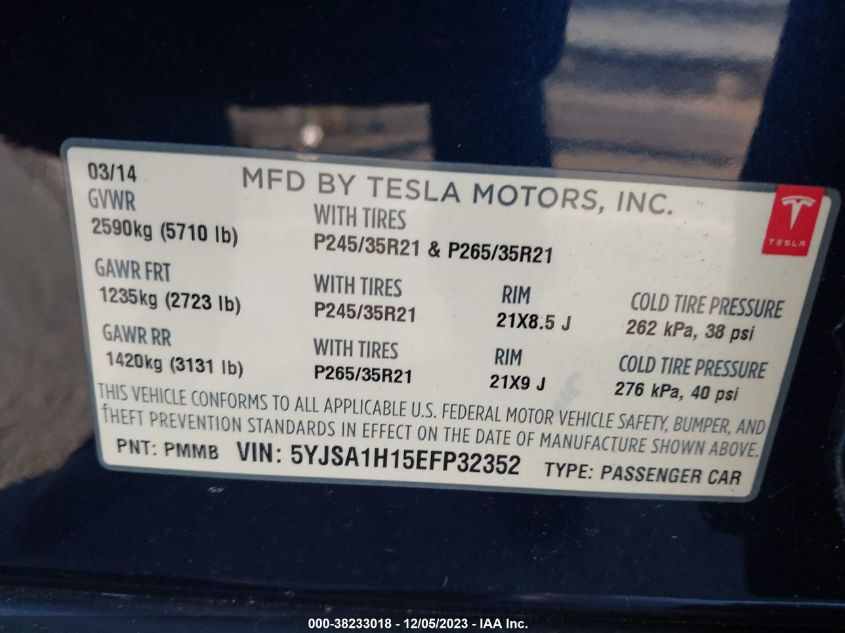 03/14
MFD BY TESLA MOTORS, INC.
TESLA
GVWR
2590kg (5710 lb)
WITH TIRES
P245/35R21 & P265/35R21
GAWR FRT
1235kg (2723 lb)
WITH TIRES
P245/35R21
RIM
21X8.5 J
COLD TIRE PRESSURE
262 kPa, 38 psi
GAWR RR
1420kg (3131 lb)
WITH TIRES
P265/35R21
RIM
21X9 J
COLD TIRE PRESSURE
276 kPa, 40 psi
THIS VEHICLE CONFORMS TO ALL APPLICABLE U.S. FEDERAL MOTOR VEHICLE SAFETY, BUMPER, AND
THEFT PREVENTION STANDARDS IN EFFECT ON THE DATE OF MANUFACTURE SHOWN ABOVE.
PNT: PMMB VIN: 5YJSA1H15EFP32352 TYPE: PASSENGER CAR
000-38233018 - 12/05/2023 - IAA Inc.